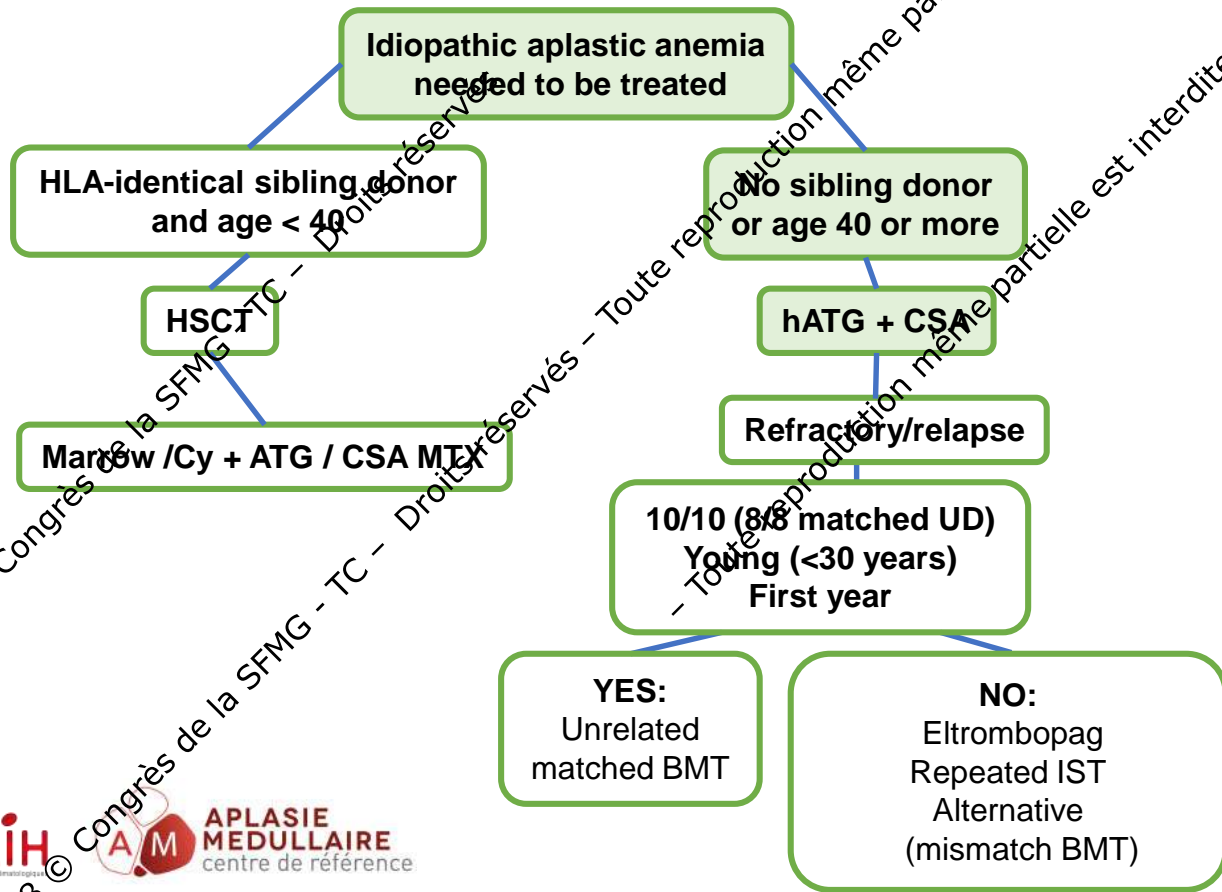 Idiopathic aplastic anemia
needed to be treated
HLA-identical sibling donor
and age < 40
No sibling donor
or age 40 or more
HSCT
hATG + CSA
Marrow /Cy + ATG / CSA MTX
Refractory/relapse
10/10 (8/8 matched UD)
Young (<30 years)
First year
YES:
Unrelated
matched BMT
NO:
Eltrombopag
Repeated IST
Alternative
(mismatch BMT)
Congrès de la SFMG - TC – Droits réservés
© Congrès de la SFMG - TC – Droits réservés – Toute reproduction même
– Toute reproduction même partielle est interdite
AM
APLASIE
MEDULLAIRE
centre de référence